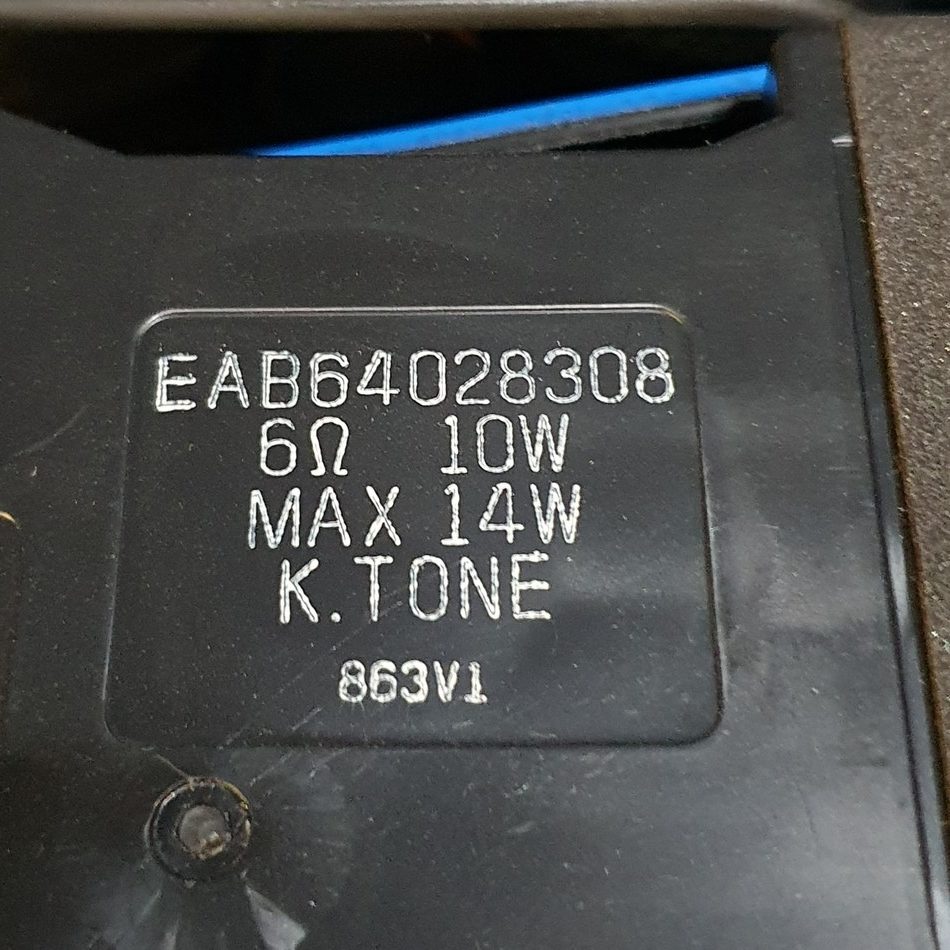 EAB64028308
6Ω 10W
MAX 14W
K.TONE
863V1